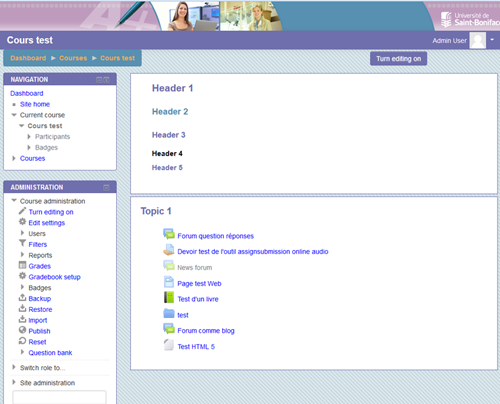 Université de
Saint-Boniface
Cours test
Admin User
Dashboard ► Courses ► Cours test
Turn editing on
NAVIGATION
Dashboard
Site home
Current course
Cours test
Participants
Badges
Courses
ADMINISTRATION
Course administration
Turn editing on
Edit settings
Users
Filters
Reports
Grades
Gradebook setup
Badges
Backup
Restore
Import
Publish
Reset
Question bank
Switch role to...
Site administration
Header 1
Header 2
Header 3
Header 4
Header 5
Topic 1
Forum question réponses
Devoir test de l'outil assignsubmission online audio
News forum
Page test Web
Test d'un livre
test
Forum comme blog
Test HTML 5